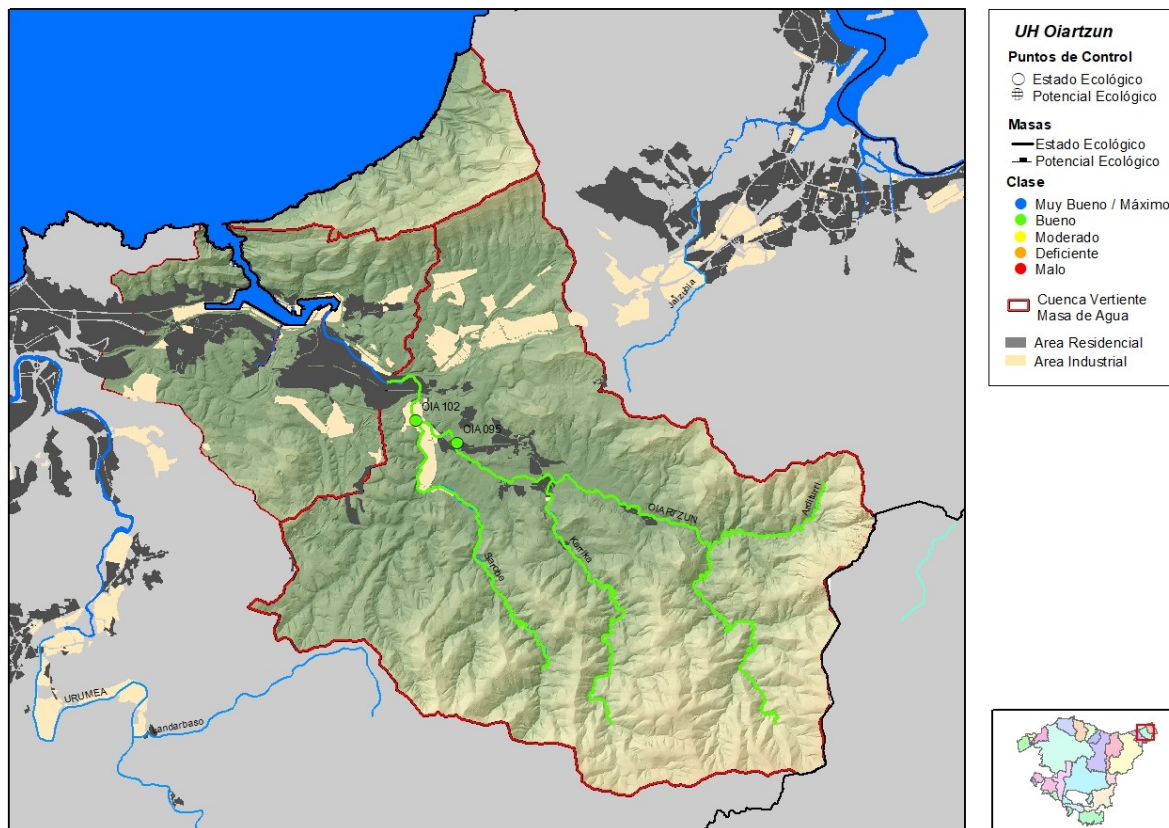 UH Oiartzun
Puntos de Control
Estado Ecológico
Potencial Ecológico
Masas
Estado Ecológico
Potencial Ecológico
Clase
Muy Bueno / Máximo
Bueno
Moderado
Deficiente
Malo
Cuenca Vertiente
Masa de Agua
Area Residencial
Area Industrial
Jaizubia
OIA 102
OIA 095
OIARTZUN
Arditurri
Sarobe
Karrika
URUMEA
Landarbaso